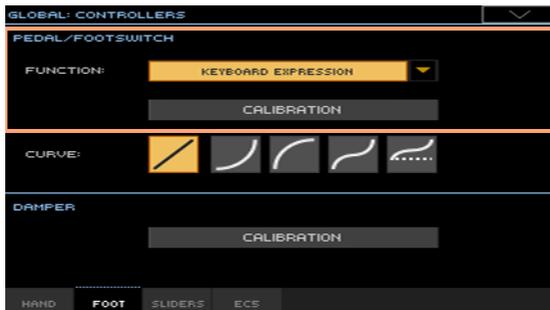 GLOBAL: CONTROLLERS
PEDAL/FOOTSWITCH
FUNCTION: KEYBOARD EXPRESSION
CALIBRATION
CURVE:
DAMPER
CALIBRATION
HAND FOOT SLIDERS ECS